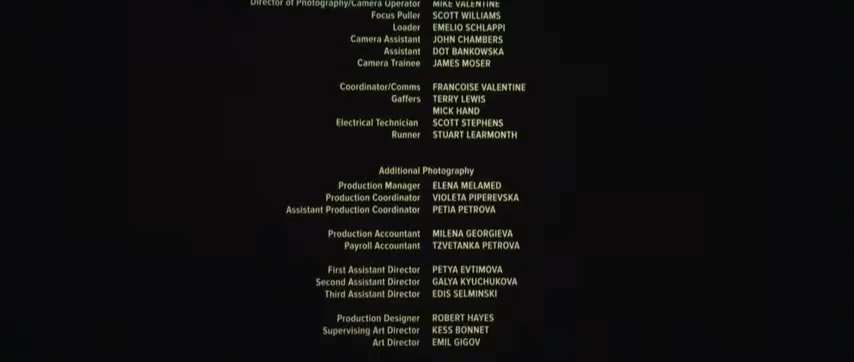 Director of Photography/Camera Operator MIKE VALENTINE
Focus Puller SCOTT WILLIAMS
Loader EMELIO SCHLAPPI
Camera Assistant JOHN CHAMBERS
Assistant DOT BANKOWSKA
Camera Trainee JAMES MOSER
Coordinator/Comms FRANCOISE VALENTINE
Gaffers TERRY LEWIS
MICK HAND
Electrical Technician SCOTT STEPHENS
Runner STUART LEARMONTH
Additional Photography
Production Manager ELENA MELAMED
Production Coordinator VIOLETA PIPEREVSKA
Assistant Production Coordinator PETIA PETROVA
Production Accountant MILENA GEORGIEVA
Payroll Accountant TZVETANKA PETROVA
First Assistant Director PETYA EVTIMOVA
Second Assistant Director GALYA KYUCHUKOVA
Third Assistant Director EDIS SELMINSKI
Production Designer ROBERT HAYES
Supervising Art Director KESS BONNET
Art Director EMIL GIGOV